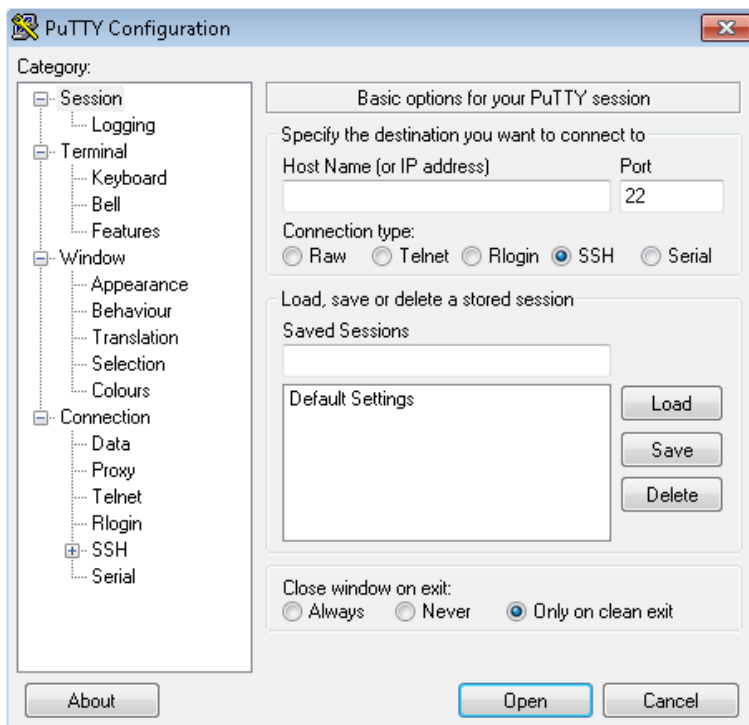 PuTTY Configuration
Category:
Session
Logging
Terminal
Keyboard
Bell
Features
Window
Appearance
Behaviour
Translation
Selection
Colours
Connection
Data
Proxy
Telnet
Rlogin
SSH
Serial
Basic options for your PuTTY session
Specify the destination you want to connect to
Host Name (or IP address) Port
22
Connection type:
Raw Telnet Rlogin SSH Serial
Load, save or delete a stored session
Saved Sessions
Default Settings
Load
Save
Delete
Close window on exit:
Always Never Only on clean exit
About Open Cancel